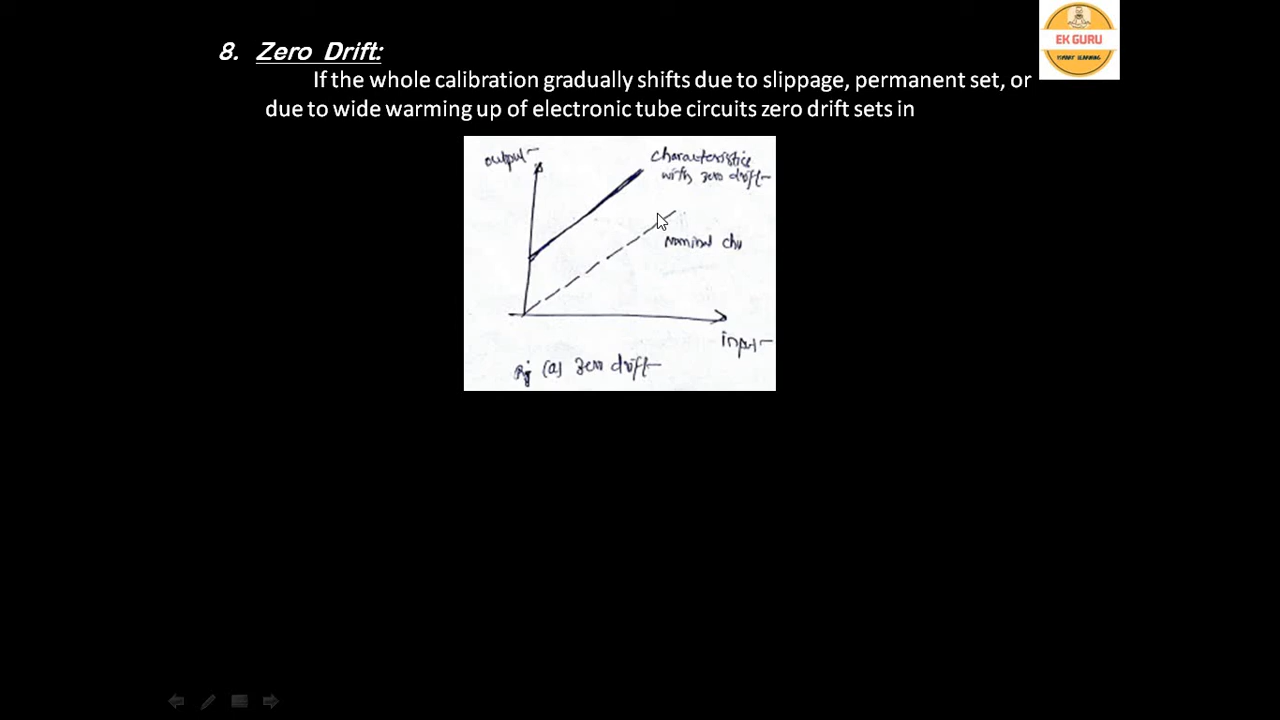 EK GURU
8. Zero Drift:
If the whole calibration gradually shifts due to slippage, permanent set, or
due to wide warming up of electronic tube circuits zero drift sets in
output
characteristics
with zero drift
Nominal
input
Fig (a) zero drift